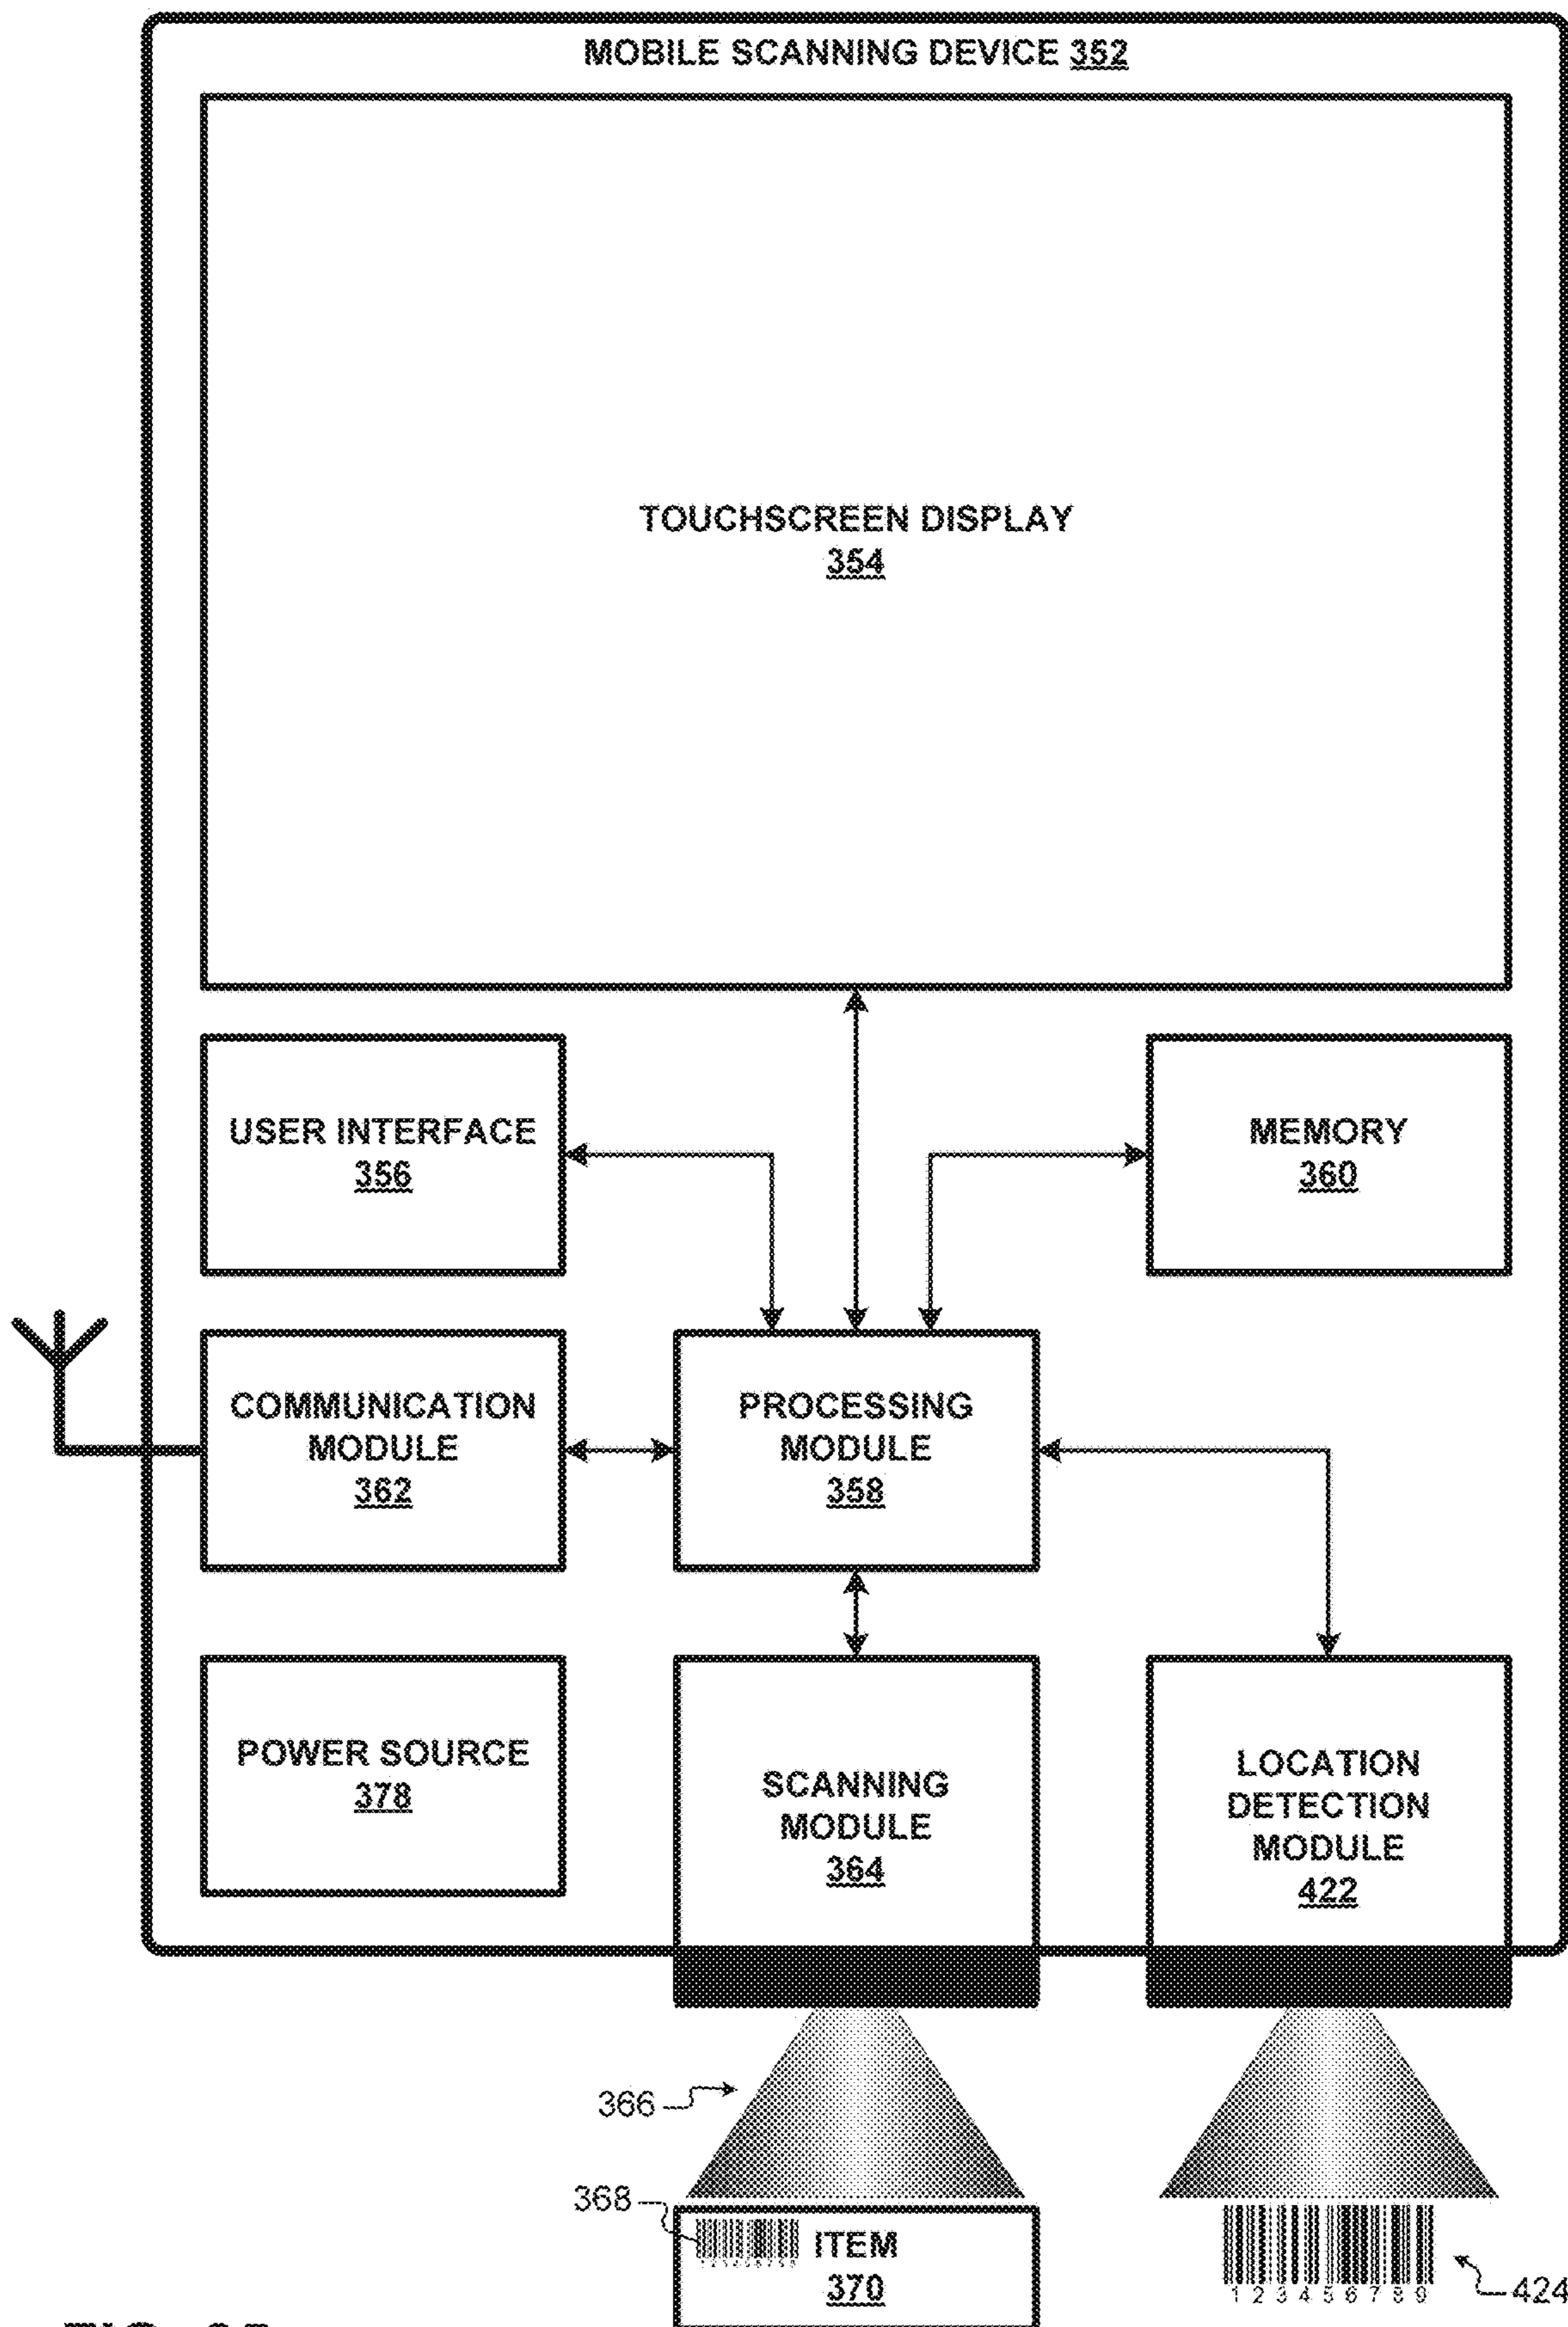 MOBILE SCANNING DEVICE 352
TOUCHSCREEN DISPLAY
354
USER INTERFACE
356
MEMORY
360
COMMUNICATION
MODULE
362
PROCESSING
MODULE
358
POWER SOURCE
378
SCANNING
MODULE
364
LOCATION
DETECTION
MODULE
422
366
368
ITEM
370
1 2 3 4 5 6 7 8 9
424